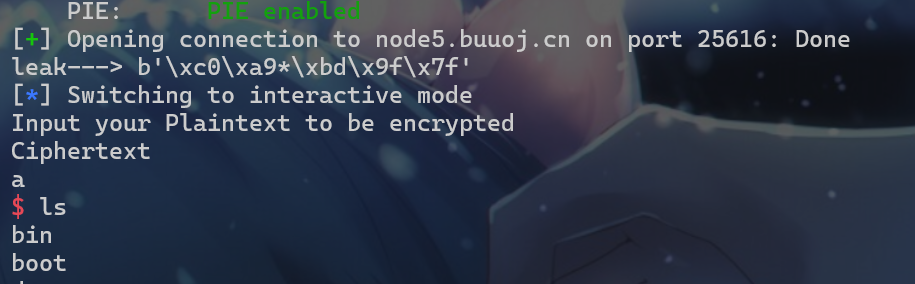 PIE:      PIE enabled
[+] Opening connection to node5.buuoj.cn on port 25616: Done
leak---> b'\xc0\xa9*\xbd\x9f\x7f'
[*] Switching to interactive mode
Input your Plaintext to be encrypted
Ciphertext
a
$ ls
bin
boot